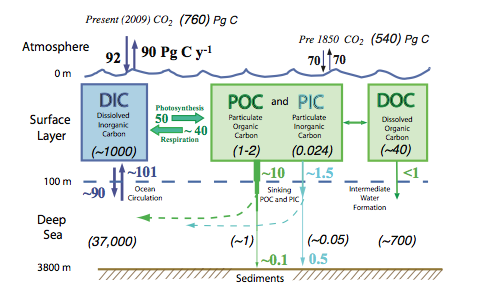 Present (2009) CO₂ (760) Pg C
Pre 1850 CO₂ (540) Pg C
Atmosphere
92
90 Pg C y⁻¹
70
70
0 m
DIC
Dissolved
Inorganic
Carbon
(~1000)
Photosynthesis
50
~40
Respiration
POC and PIC
Particulate
Organic
Carbon
(1-2)
Particulate
Inorganic
Carbon
(0.024)
DOC
Dissolved
Organic
Carbon
(~40)
Surface
Layer
100 m
~101
~90
Ocean
Circulation
~10
~1.5
Sinking
POC and PIC
<1
Intermediate
Water
Formation
Deep
Sea
(37,000)
(~1)
(~0.05)
(~700)
~0.1
0.5
3800 m
Sediments